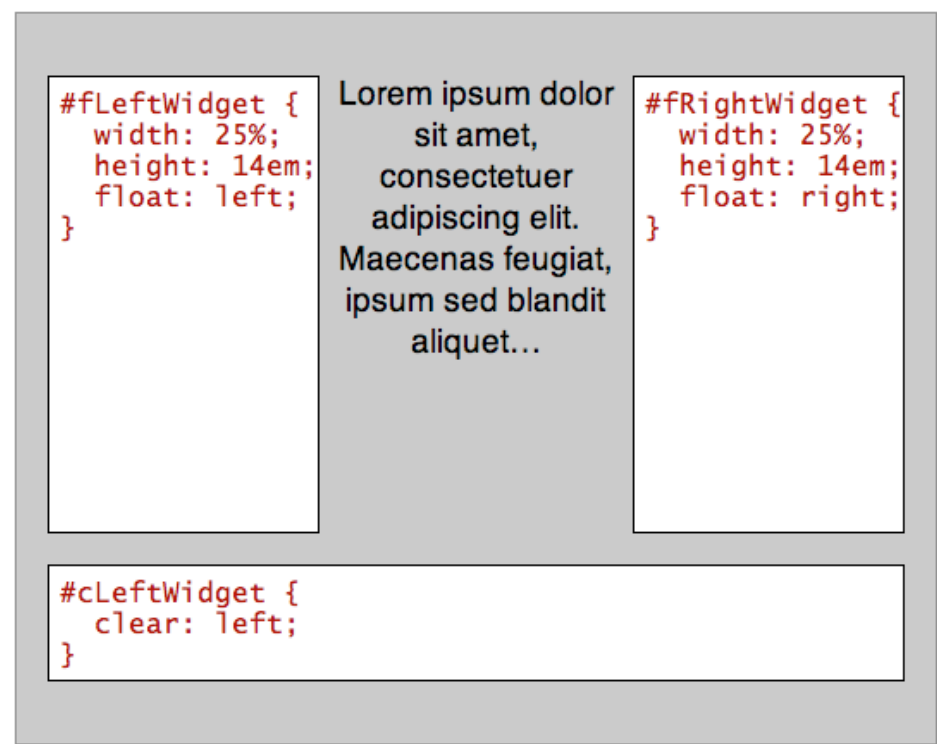 #fLeftWidget {
  width: 25%;
  height: 14em;
  float: left;
}
Lorem ipsum dolor
sit amet,
consectetuer
adipiscing elit.
Maecenas feugiat,
ipsum sed blandit
aliquet…
#fRightWidget {
  width: 25%;
  height: 14em;
  float: right;
}
#cLeftWidget {
  clear: left;
}